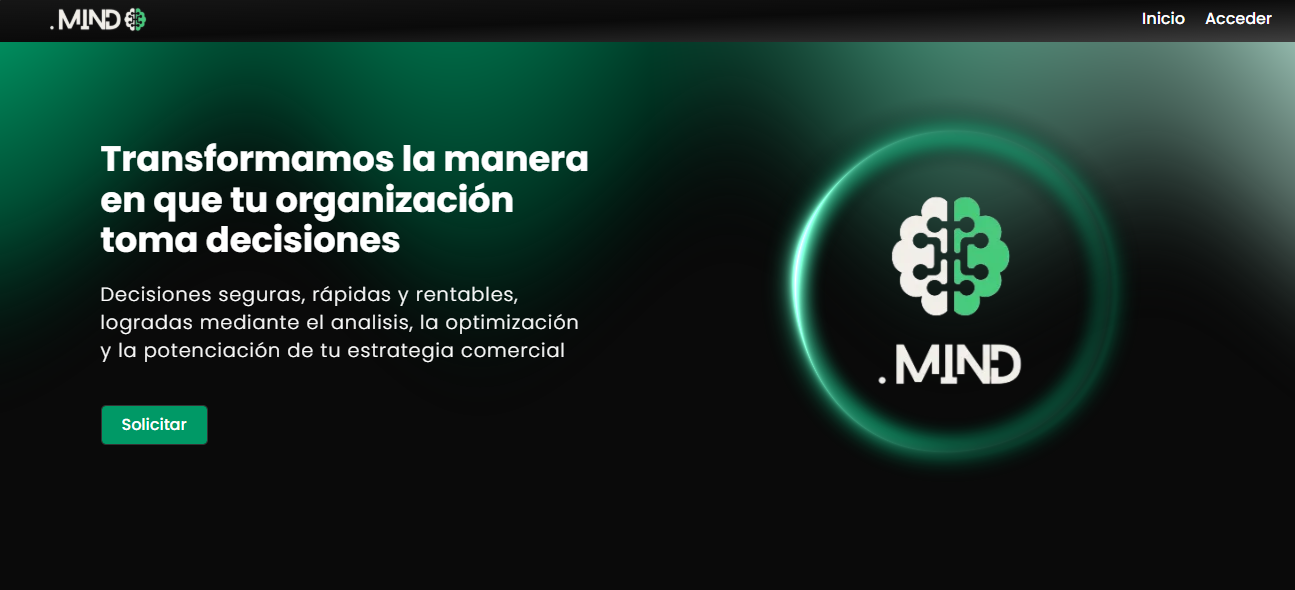 .MIND
Inicio Acceder
Transformamos la manera
en que tu organización
toma decisiones
Decisiones seguras, rápidas y rentables,
logradas mediante el analisis, la optimización
y la potenciación de tu estrategia comercial
Solicitar
.MIND